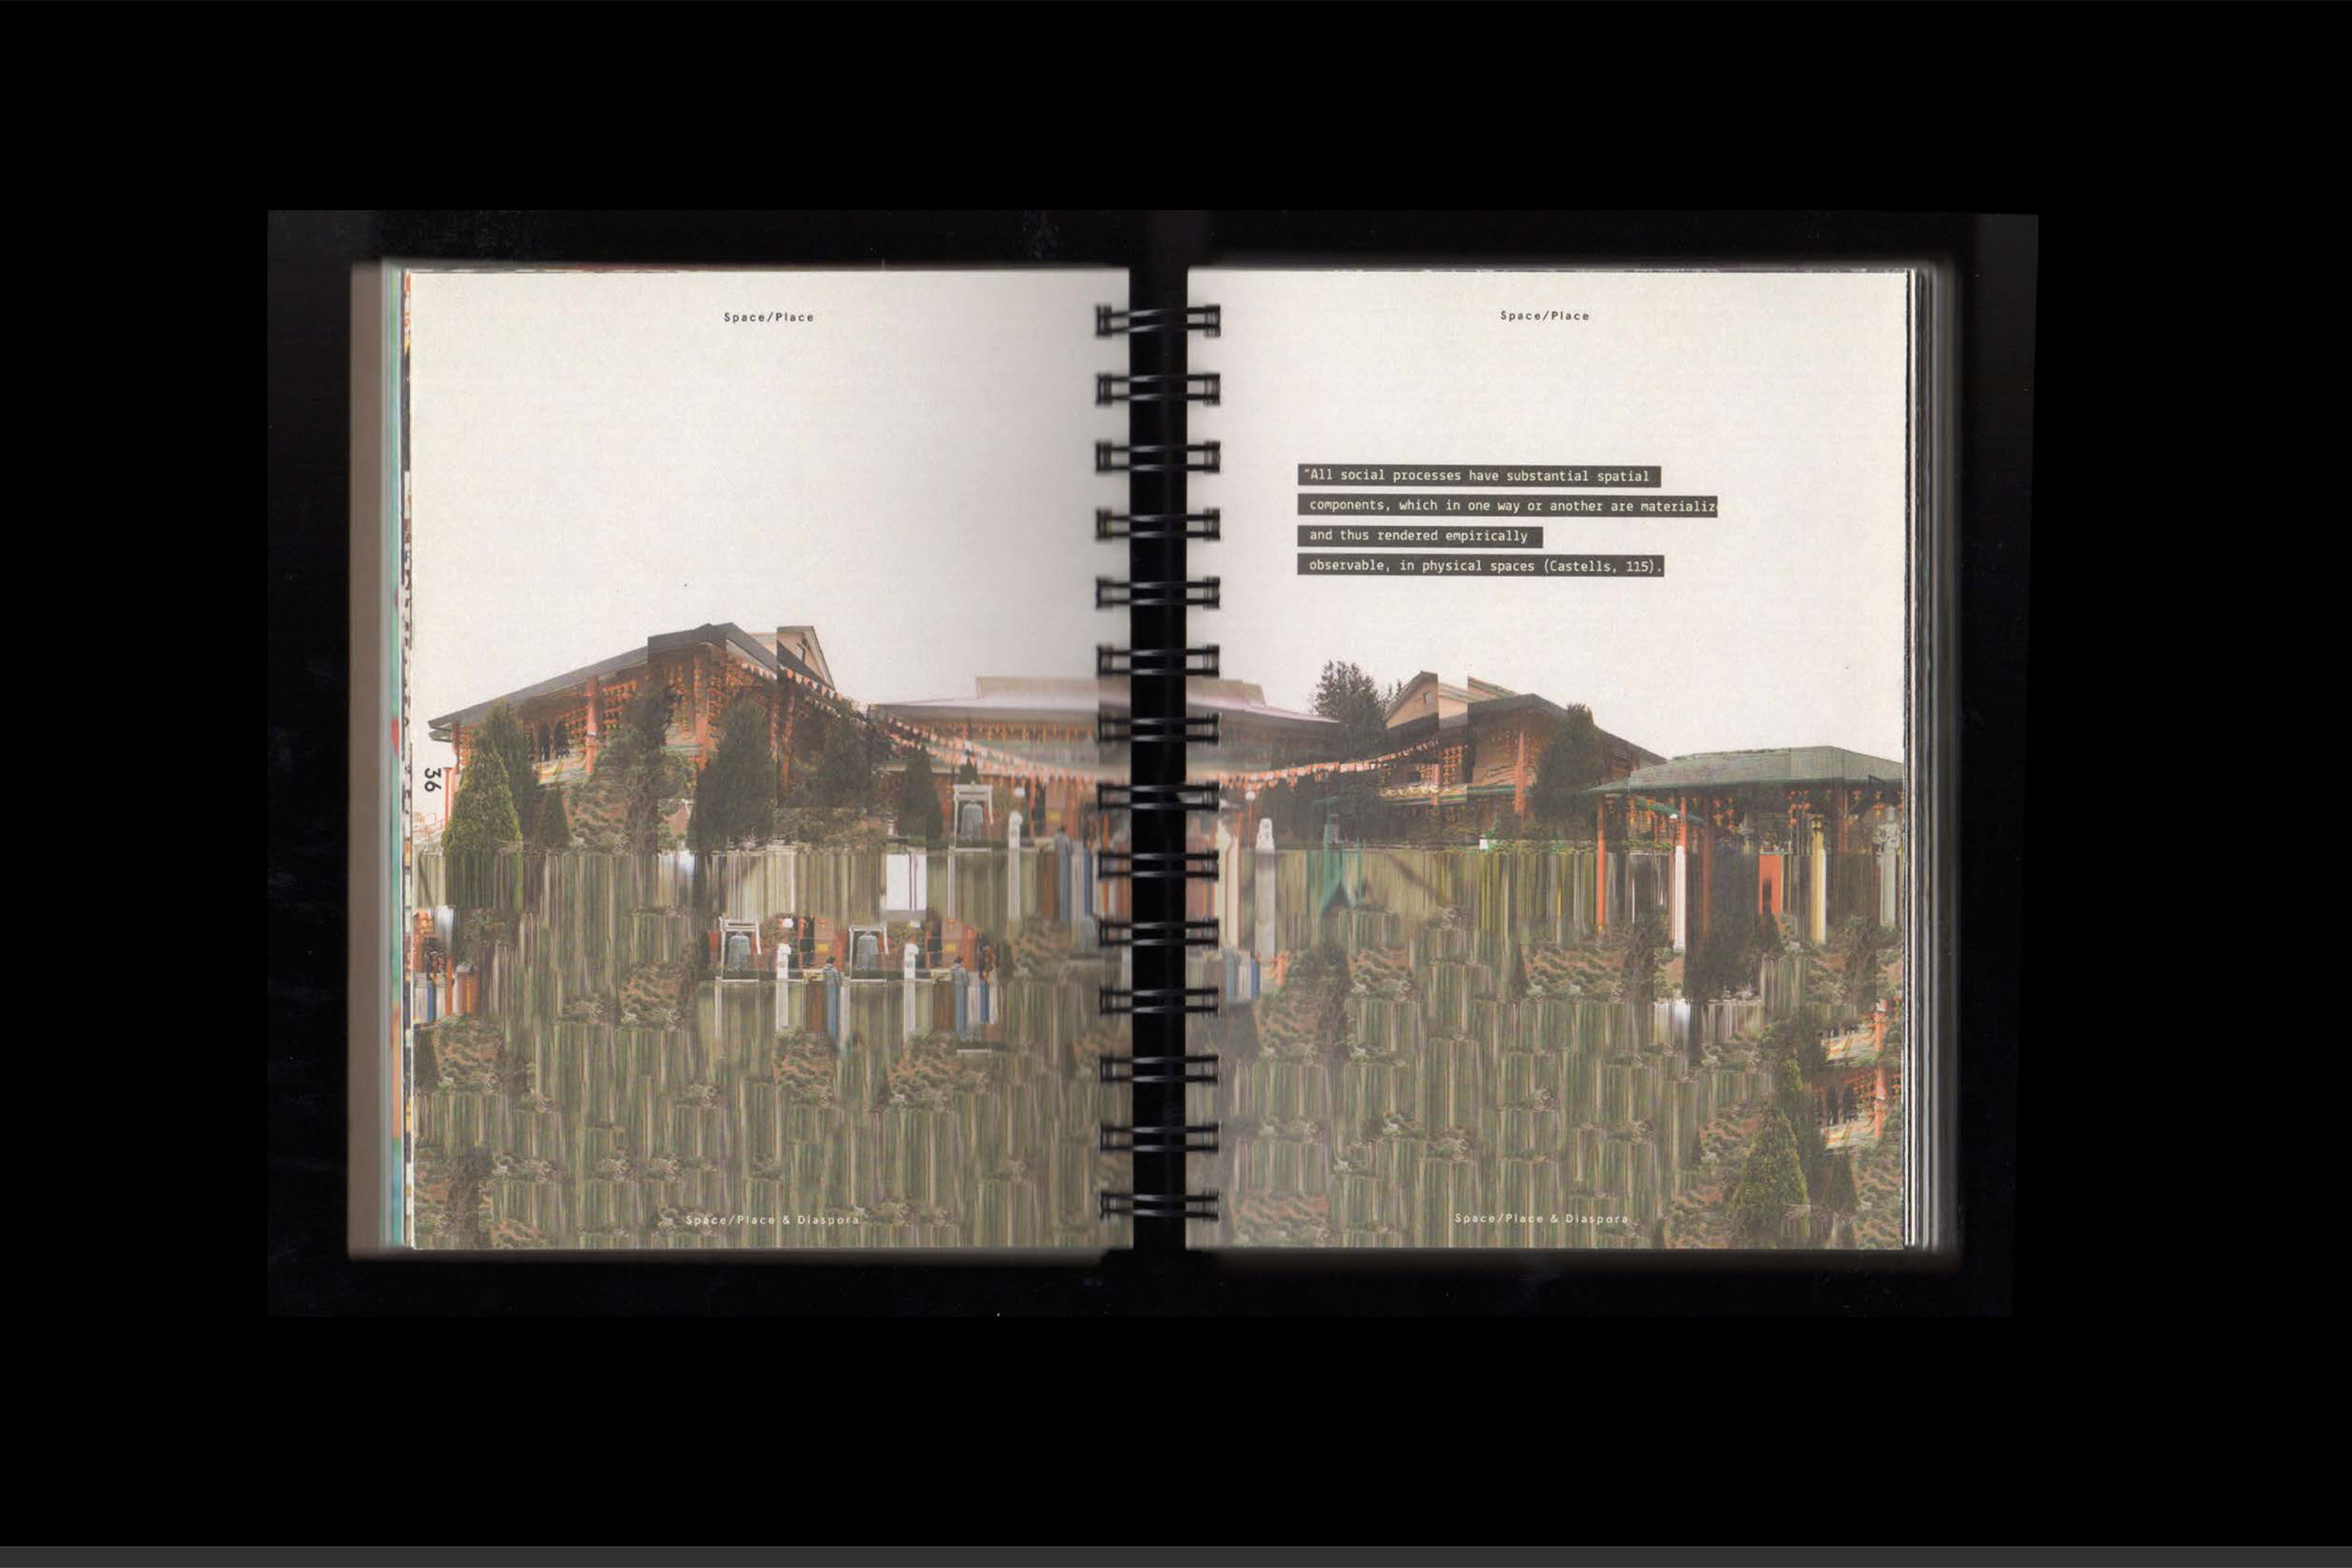 Space/Place
36
Space/Place & Diaspora
Space/Place
"All social processes have substantial spatial
components, which in one way or another are materializ
and thus rendered empirically
observable, in physical spaces (Castells, 115).
Space/Place & Diaspora